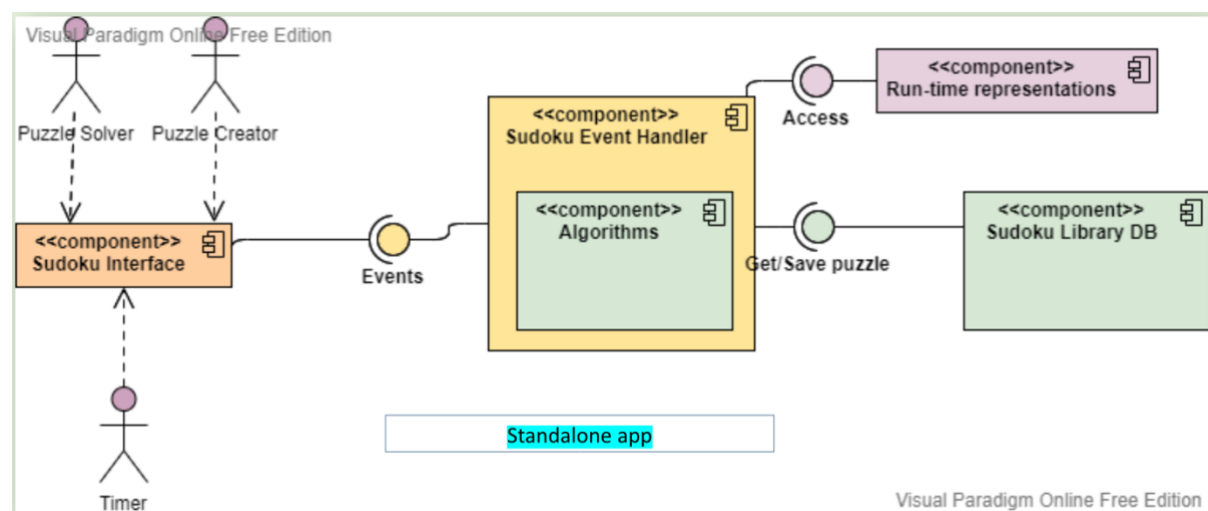 Visual Paradigm Online Free Edition
Puzzle Solver
Puzzle Creator
<<component>>
Sudoku Interface
Timer
Events
<<component>>
Sudoku Event Handler
<<component>>
Algorithms
Access
<<component>>
Run-time representations
Get/Save puzzle
<<component>>
Sudoku Library DB
Standalone app
Visual Paradigm Online Free Edition